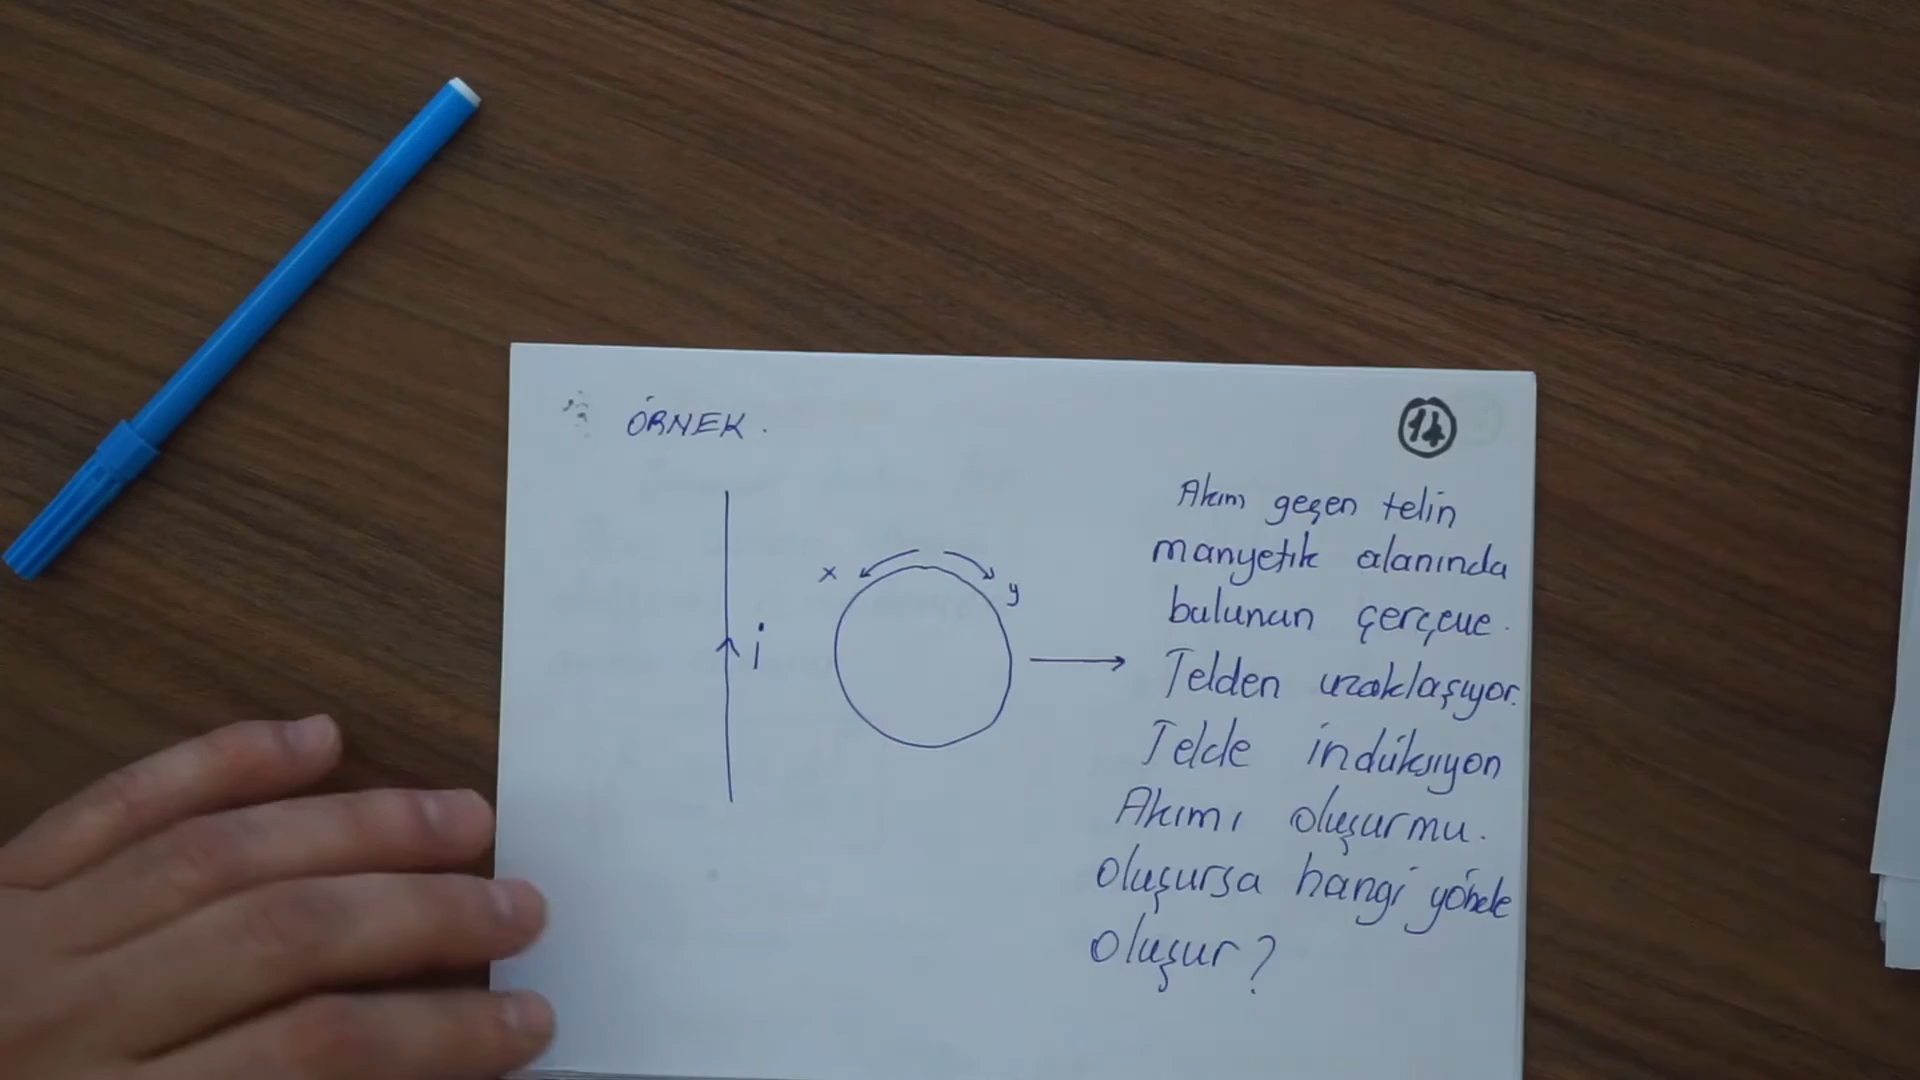 ÖRNEK.
14
x
y
i
Akım geçen telin
manyetik alanında
bulunan çerçeve.
Telden uzaklaşıyor.
Telde indüksiyon
Akımı oluşurmu.
oluşursa hangi yönde
oluşur?